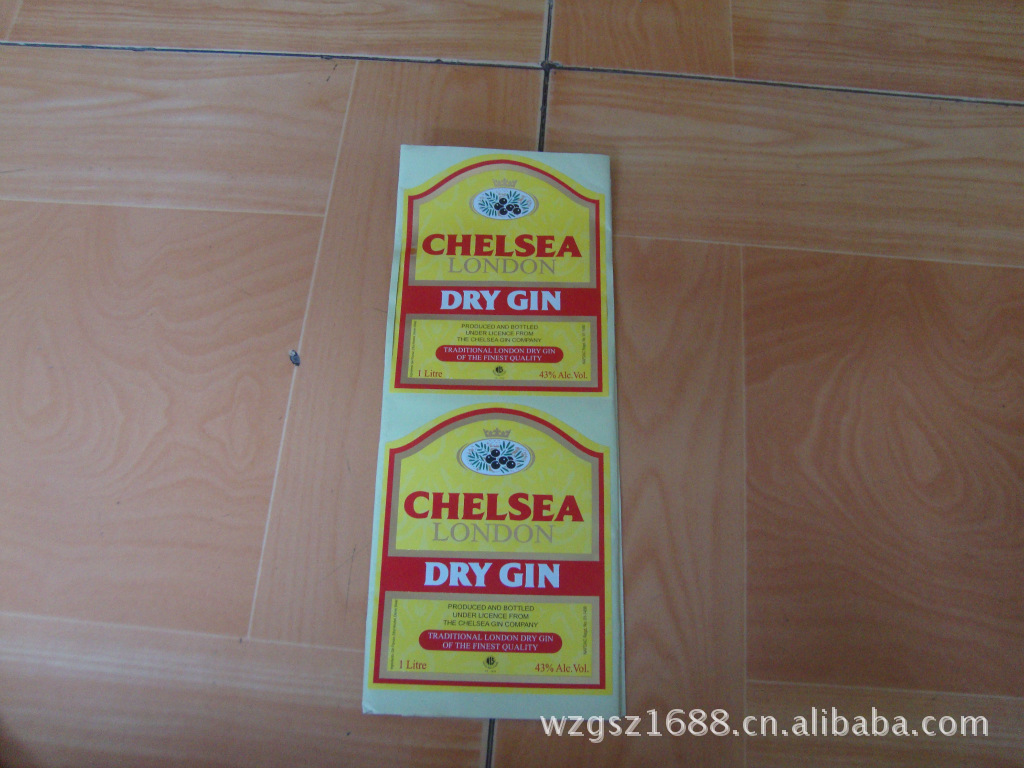 CHELSEA
LONDON
DRY GIN
PRODUCED AND BOTTLED
UNDER LICENCE FROM
THE CHELSEA GIN COMPANY
TRADITIONAL LONDON DRY GIN
OF THE FINEST QUALITY
1 Litre
43% Alc.Vol.
CHELSEA
LONDON
DRY GIN
PRODUCED AND BOTTLED
UNDER LICENCE FROM
THE CHELSEA GIN COMPANY
TRADITIONAL LONDON DRY GIN
OF THE FINEST QUALITY
1 Litre
43% Alc.Vol.
wzgsz1688.cn.alibaba.com